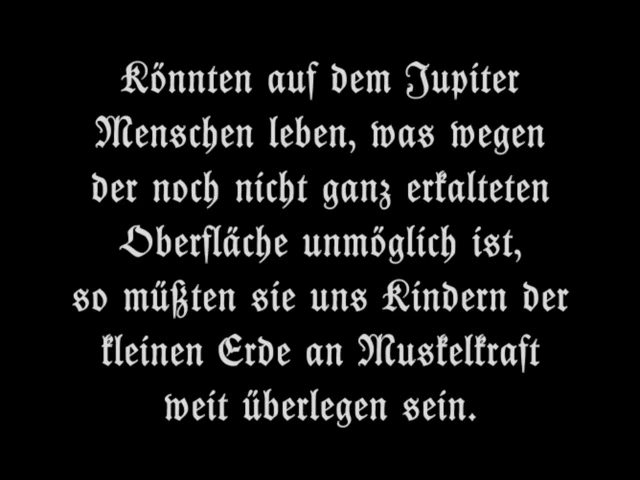 Könnten auf dem Jupiter
Menschen leben, was wegen
der noch nicht ganz erkalteten
Oberfläche unmöglich ist,
so müßten sie uns Kindern der
kleinen Erde an Muskelkraft
weit überlegen sein.